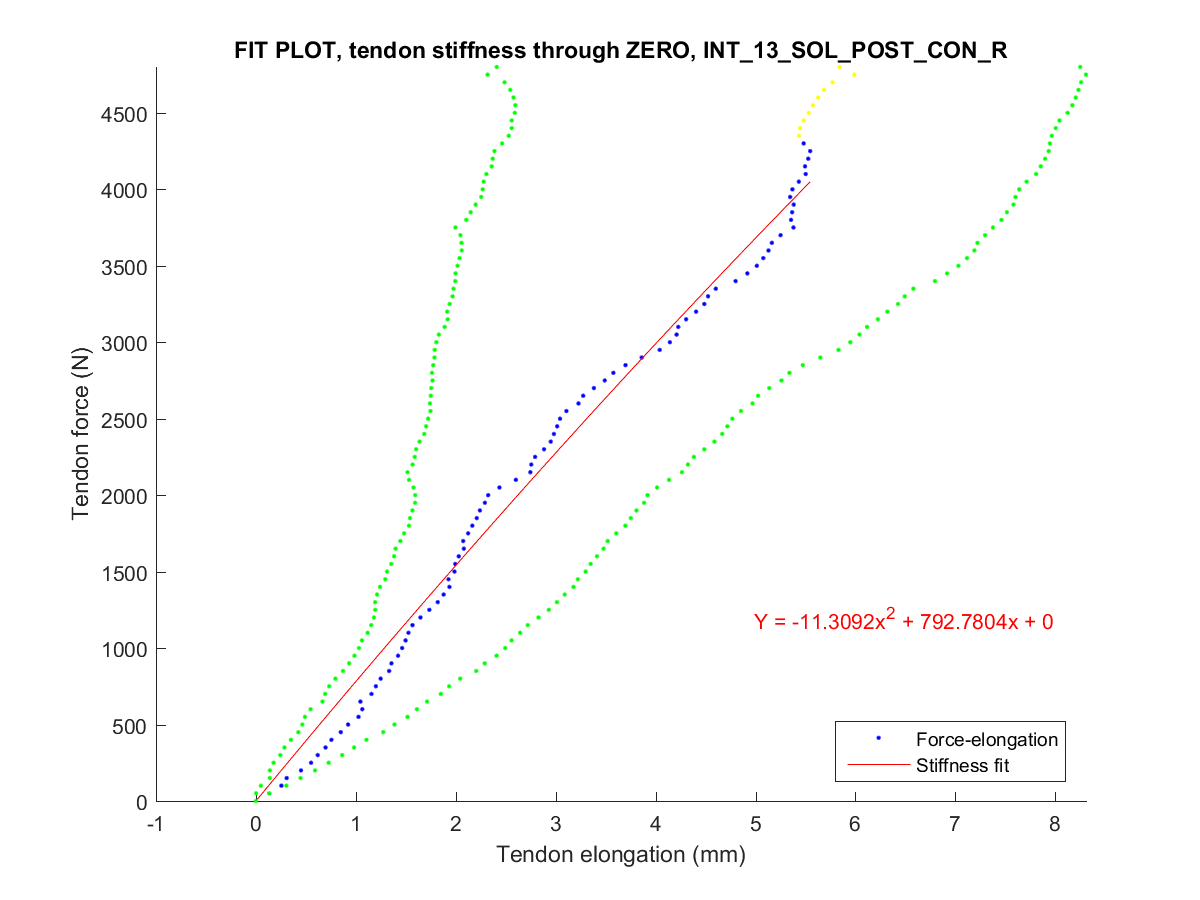 FIT PLOT, tendon stiffness through ZERO, INT_13_SOL_POST_CON_R
4500
4000
3500
3000
2500
2000
1500
1000
500
0
Tendon force (N)
Y = -11.3092x² + 792.7804x + 0
Force-elongation
Stiffness fit
-1 0 1 2 3 4 5 6 7 8
Tendon elongation (mm)